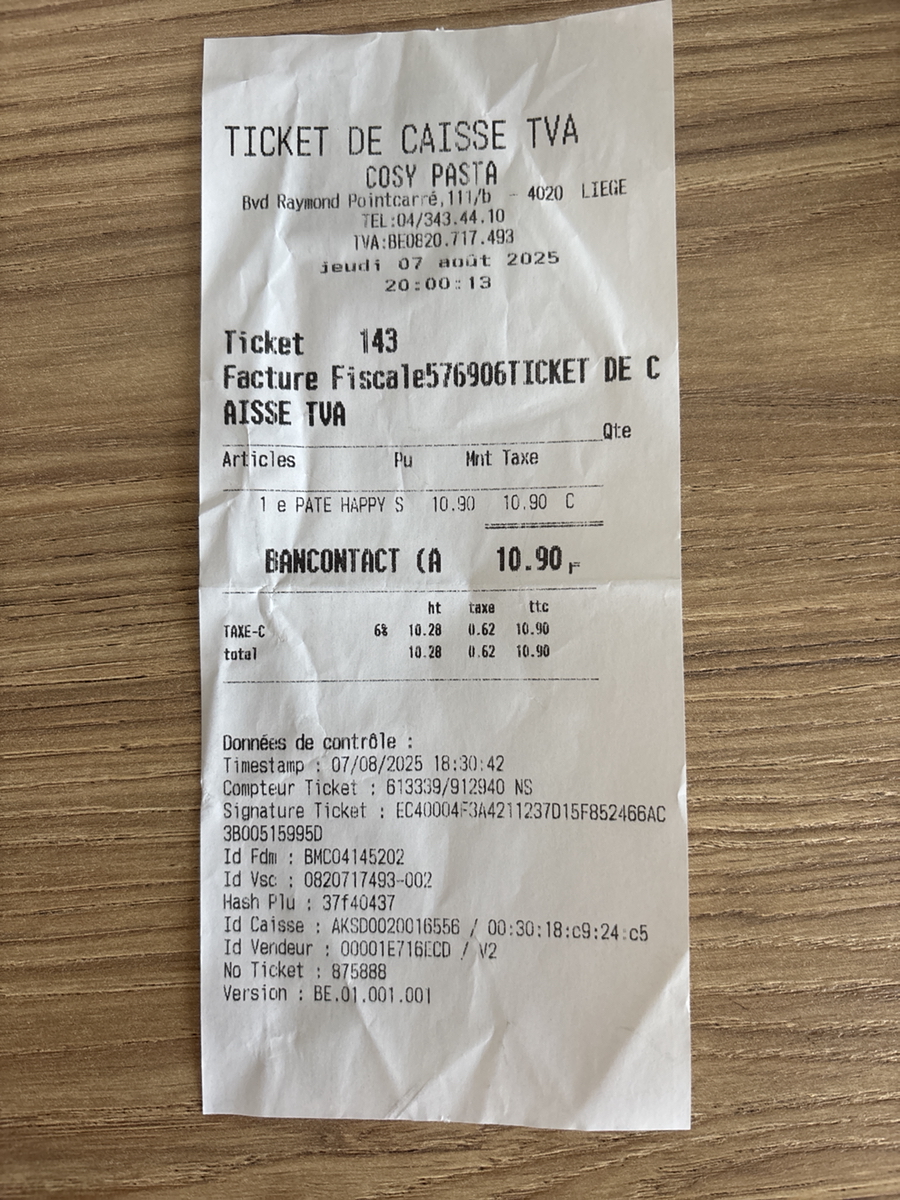 TICKET DE CAISSE TVA
COSY PASTA
Bvd Raymond Pointcarré,111/b - 4020 LIEGE
TEL:04/343.44.10
TVA:BE0820.717.493
jeudi 07 août 2025
20:00:13
Ticket 143
Facture Fiscale576906TICKET DE C
AISSE TVA
Qte
Articles Pu Mnt Taxe
1 e PATE HAPPY S 10.90 10.90 C
BANCONTACT (A 10.90
ht taxe ttc
TAXE-C 6% 10.28 0.62 10.90
total 10.28 0.62 10.90
Données de contrôle :
Timestamp : 07/08/2025 18:30:42
Compteur Ticket : 613339/912940 NS
Signature Ticket : EC40004F3A4211237D15F852466AC
3B00515995D
Id Fdm : BMC04145202
Id Vsc : 0820717493-002
Hash Plu : 37f40437
Id Caisse : AKSD0020016556 / 00:30:18:c9:24:c5
Id Vendeur : 00001E716ECD / V2
No Ticket : 875888
Version : BE.01.001.001